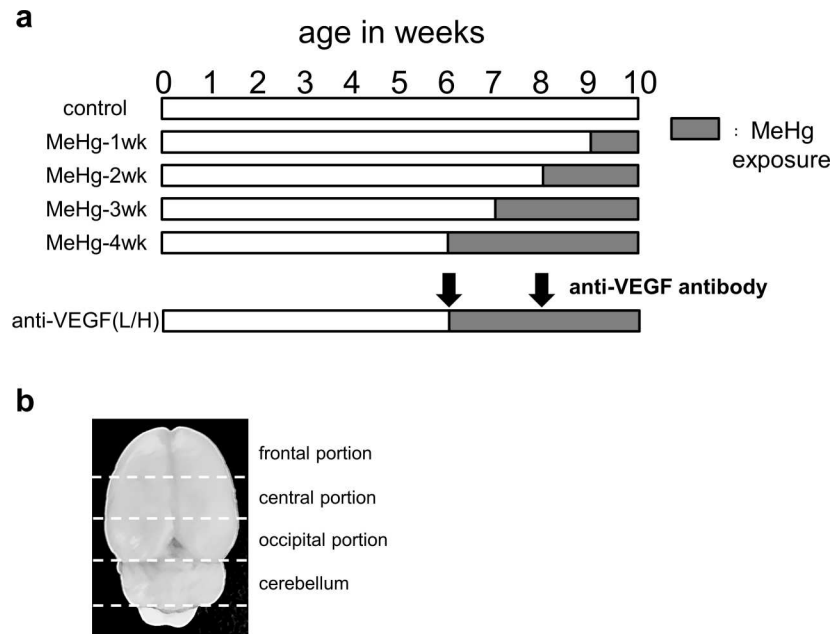 a
age in weeks
0 1 2 3 4 5 6 7 8 9 10
control
MeHg-1wk
: MeHg
exposure
MeHg-2wk
MeHg-3wk
MeHg-4wk
anti-VEGF antibody
anti-VEGF(L/H)
b
frontal portion
central portion
occipital portion
cerebellum